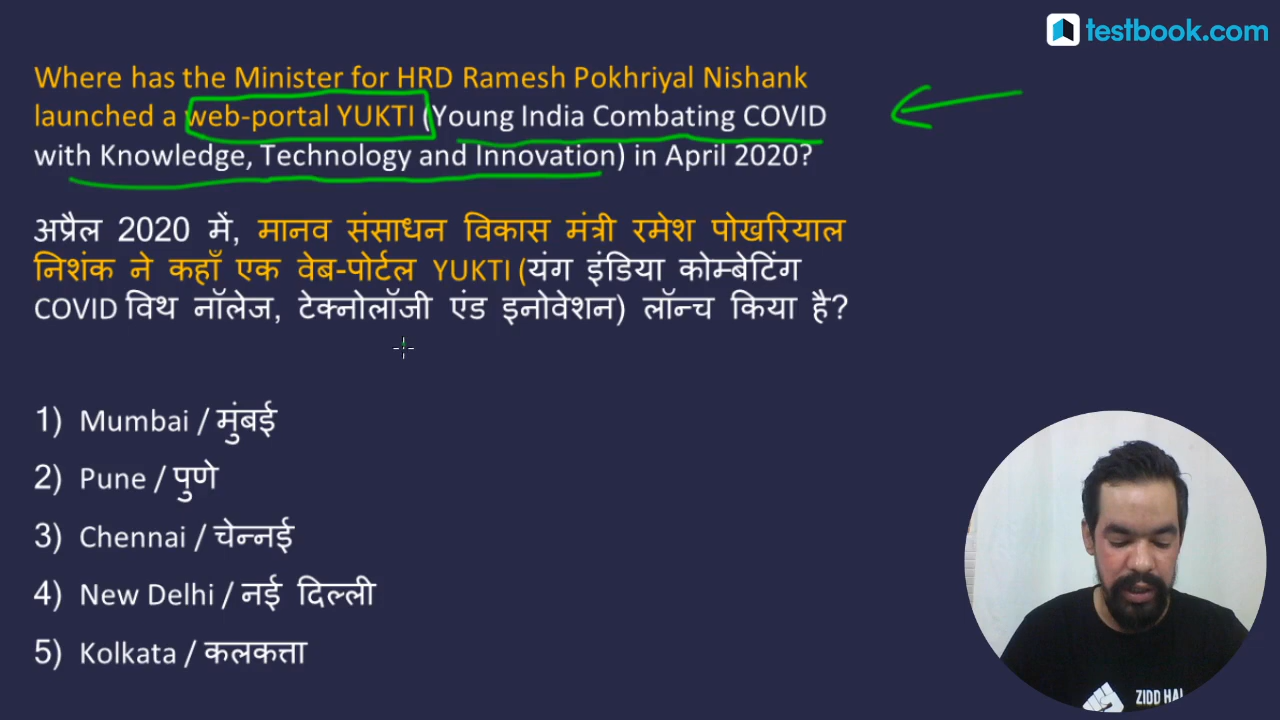 testbook.com
Where has the Minister for HRD Ramesh Pokhriyal Nishank
launched a web-portal YUKTI (Young India Combating COVID
with Knowledge, Technology and Innovation) in April 2020?
अप्रैल 2020 में, मानव संसाधन विकास मंत्री रमेश पोखरियाल
निशंक ने कहाँ एक वेब-पोर्टल YUKTI (यंग इंडिया कोम्बेटिंग
COVID विथ नॉलेज, टेक्नोलॉजी एंड इनोवेशन) लॉन्च किया है?
1) Mumbai / मुंबई
2) Pune / पुणे
3) Chennai / चेन्नई
4) New Delhi / नई दिल्ली
5) Kolkata / कलकत्ता
ZIDD HAI